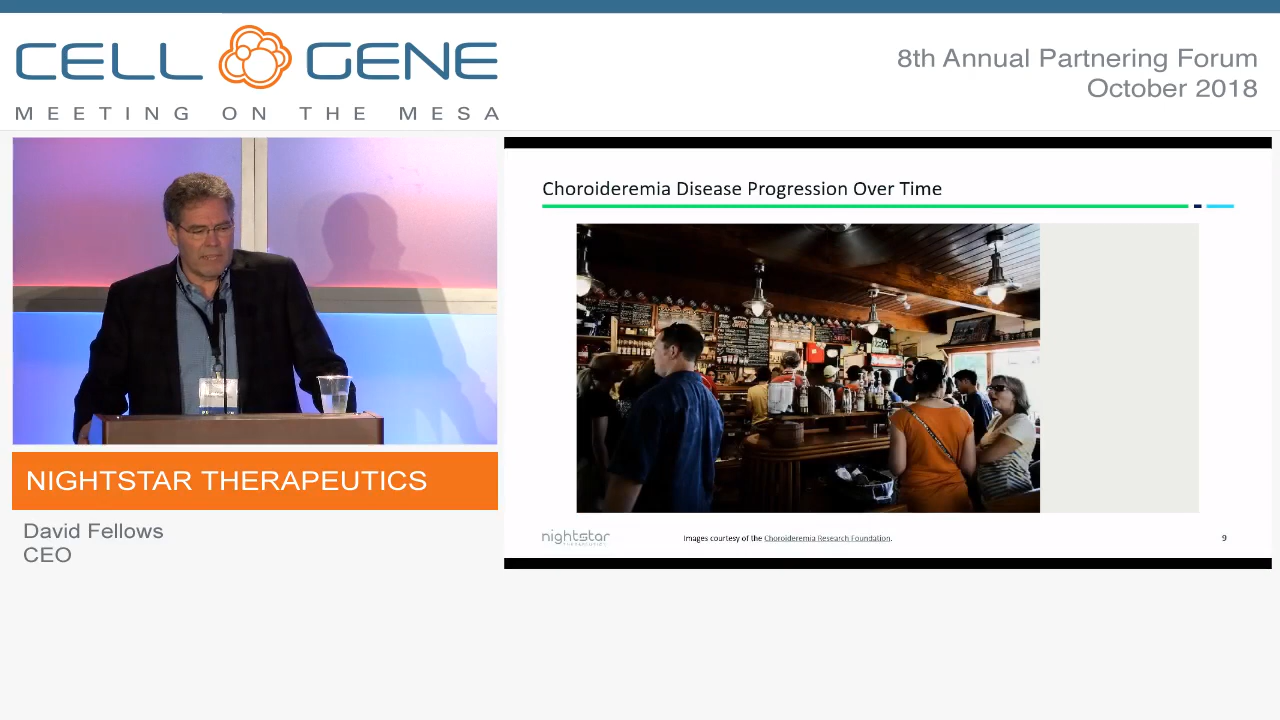 CELL GENE
MEETING ON THE MESA
8th Annual Partnering Forum
October 2018
Choroideremia Disease Progression Over Time
NIGHTSTAR THERAPEUTICS
David Fellows
CEO
nightstar
THERAPEUTICS
Images courtesy of the Choroideremia Research Foundation.
9